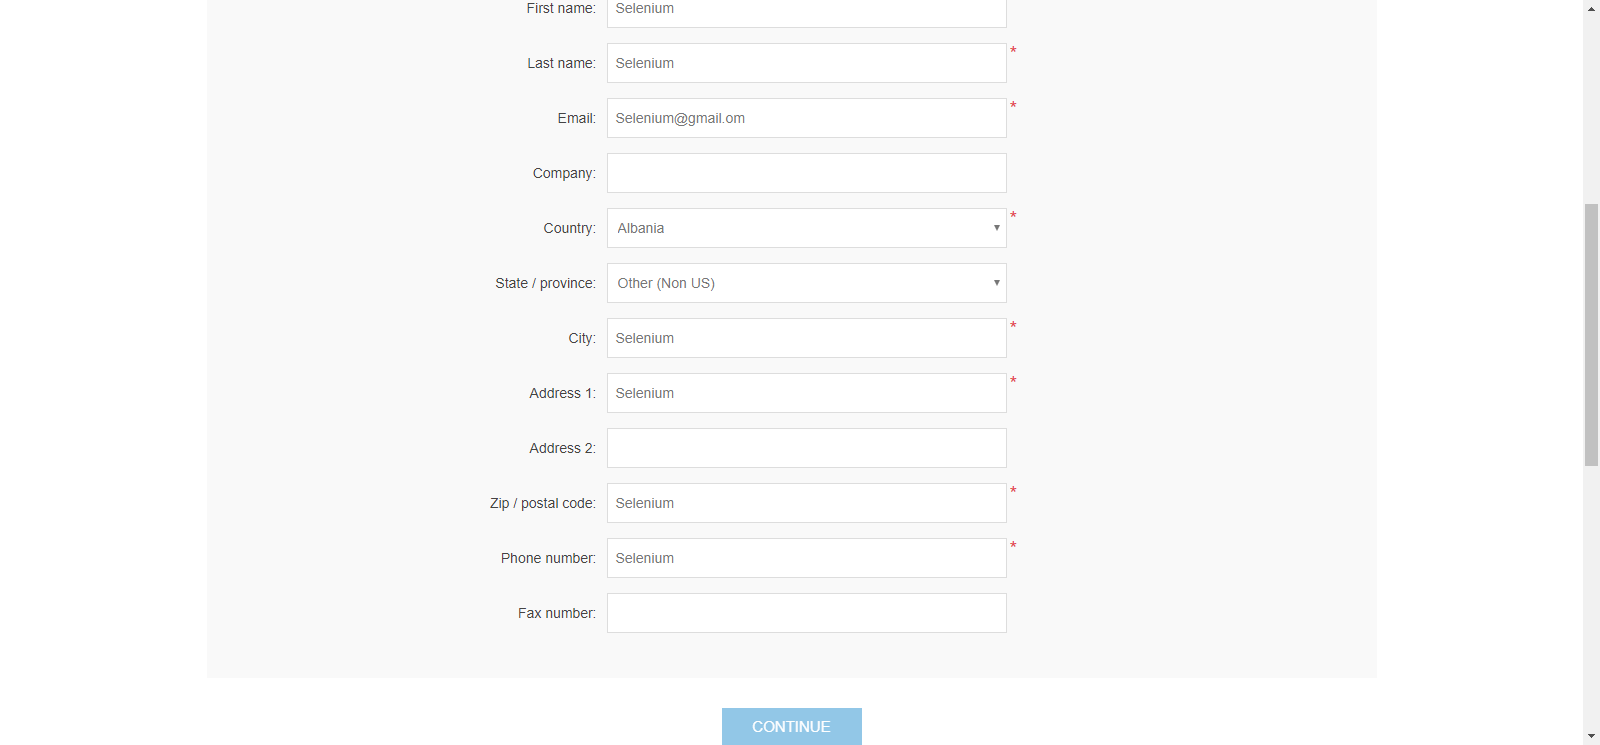 First name: Selenium
Last name: Selenium *
Email: Selenium@gmail.om *
Company:
Country: Albania *
State / province: Other (Non US)
City: Selenium *
Address 1: Selenium *
Address 2:
Zip / postal code: Selenium *
Phone number: Selenium *
Fax number:
CONTINUE